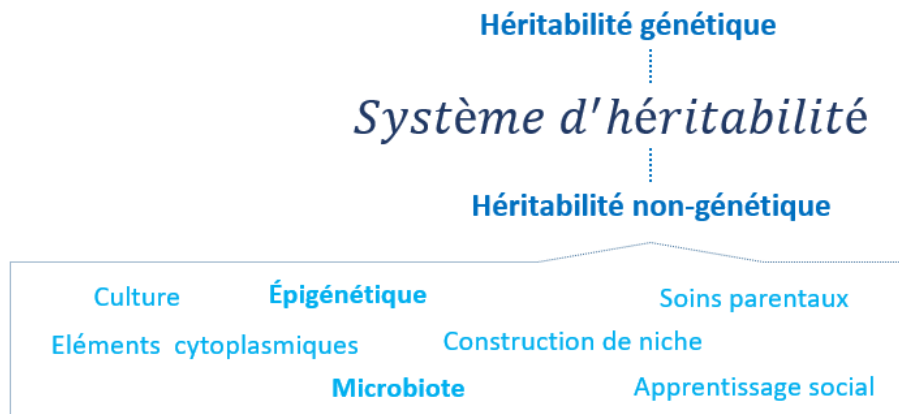 Héritabilité génétique
Système d'héritabilité
Héritabilité non-génétique
Culture Épigénétique Soins parentaux
Eléments cytoplasmiques Construction de niche
Microbiote Apprentissage social